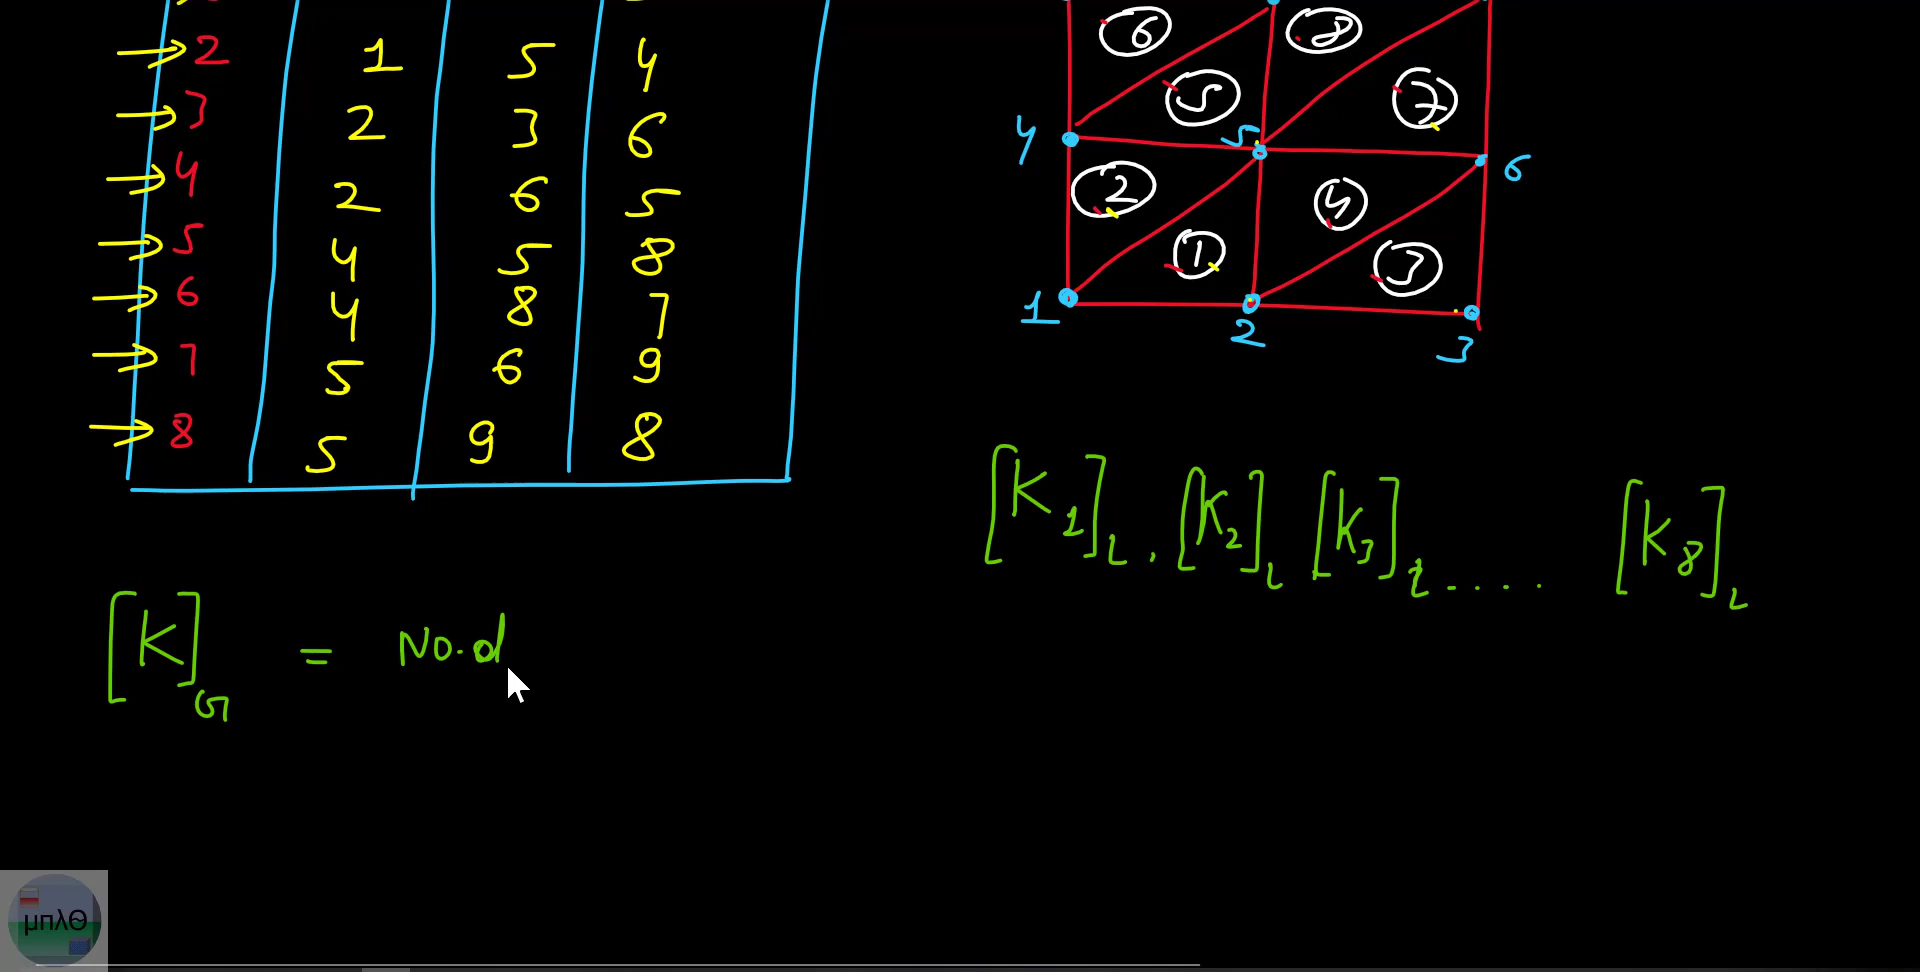 2 1 5 4
3 2 3 6
4 2 6 5
5 4 5 8
6 4 8 7
7 5 6 9
8 5 9 8
6 8
5 7
4 5 6
2 4
1 3
1 2 3
[K1]L, [K2]L [K3]L .... [K8]L
[K]G = No.d
μπλΘ